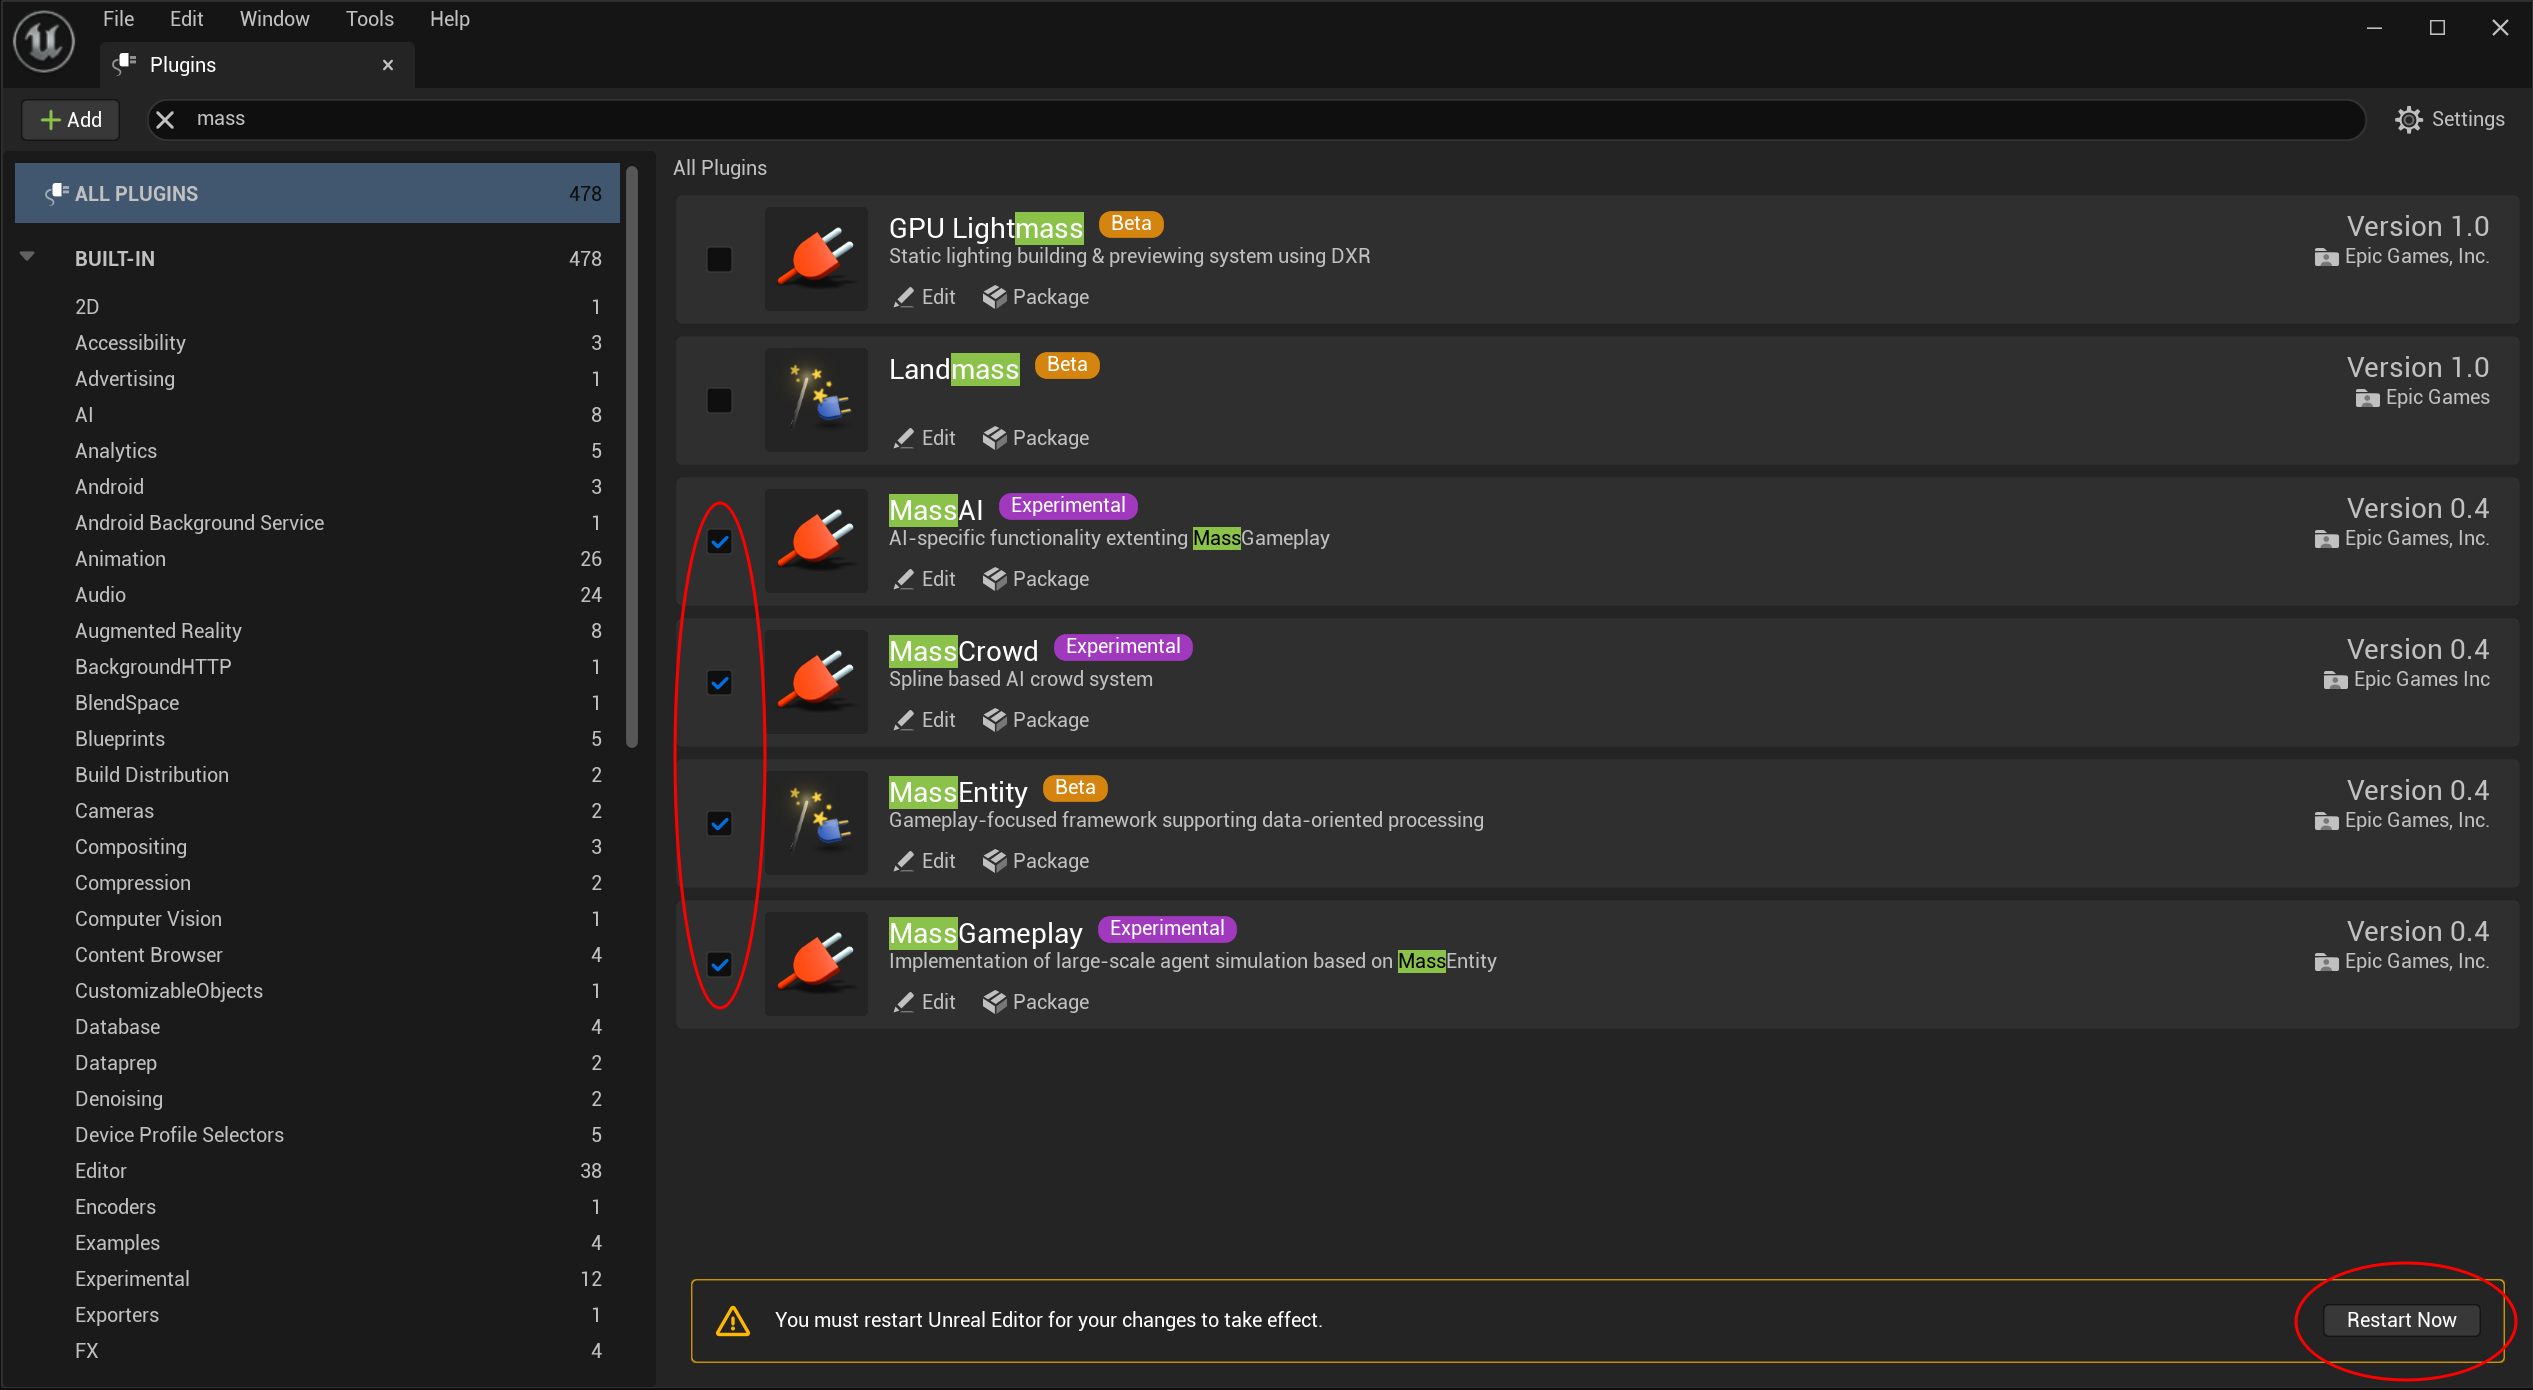 File Edit Window Tools Help
Plugins
Add
mass
Settings
ALL PLUGINS 478
BUILT-IN 478
2D 1
Accessibility 3
Advertising 1
AI 8
Analytics 5
Android 3
Android Background Service 1
Animation 26
Audio 24
Augmented Reality 8
BackgroundHTTP 1
BlendSpace 1
Blueprints 5
Build Distribution 2
Cameras 2
Compositing 3
Compression 2
Computer Vision 1
Content Browser 4
CustomizableObjects 1
Database 4
Dataprep 2
Denoising 2
Device Profile Selectors 5
Editor 38
Encoders 1
Examples 4
Experimental 12
Exporters 1
FX 4
All Plugins
GPU Lightmass Beta Version 1.0
Static lighting building & previewing system using DXR Epic Games, Inc.
Edit Package
Landmass Beta Version 1.0
Epic Games
Edit Package
MassAI Experimental Version 0.4
AI-specific functionality extenting MassGameplay Epic Games, Inc.
Edit Package
MassCrowd Experimental Version 0.4
Spline based AI crowd system Epic Games Inc
Edit Package
MassEntity Beta Version 0.4
Gameplay-focused framework supporting data-oriented processing Epic Games, Inc.
Edit Package
MassGameplay Experimental Version 0.4
Implementation of large-scale agent simulation based on MassEntity Epic Games, Inc.
Edit Package
You must restart Unreal Editor for your changes to take effect. Restart Now